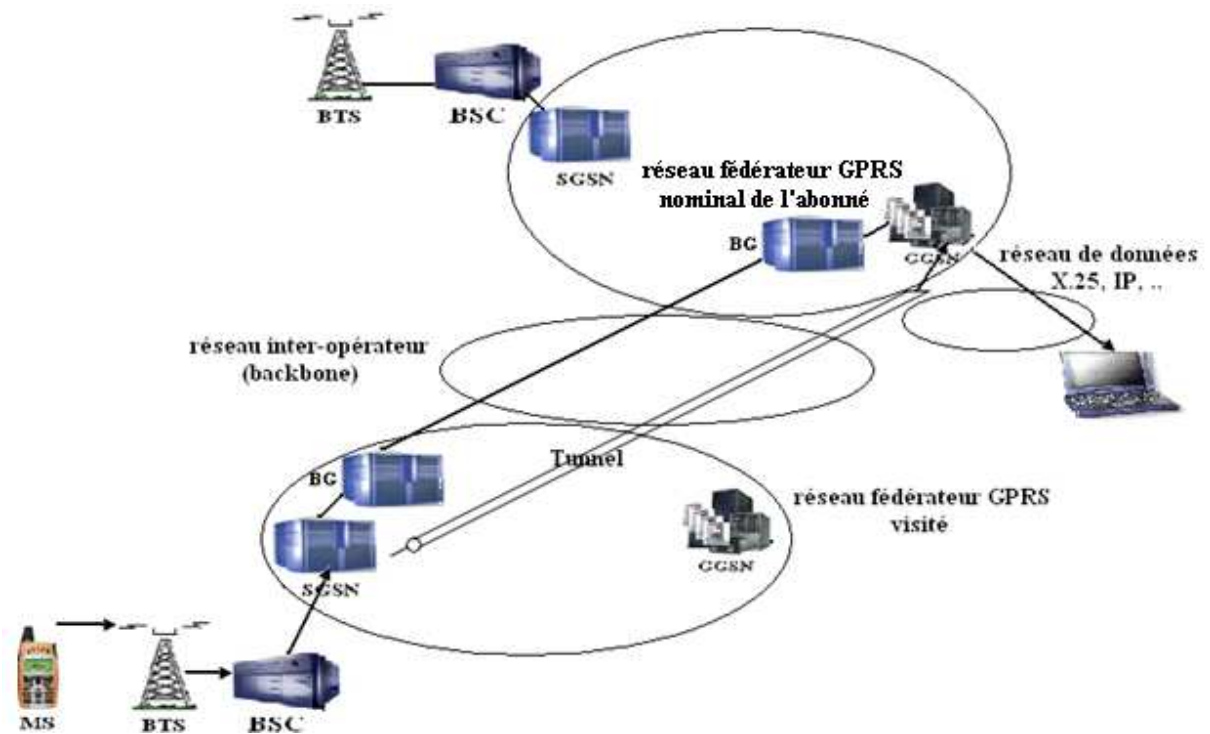 BTS
BSC
SGSN
réseau fédérateur GPRS
nominal de l'abonné
BG
GGSN
réseau de données
X.25, IP, ..
réseau inter-opérateur
(backbone)
Tunnel
BG
réseau fédérateur GPRS
visité
SGSN
GGSN
MS
BTS
BSC